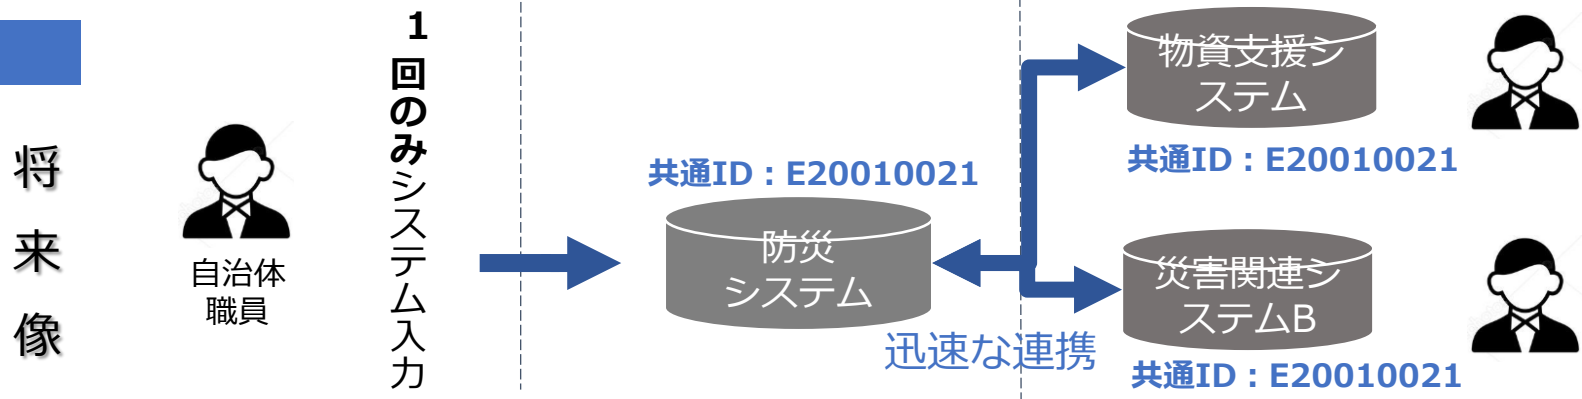 将来像
自治体
職員
1回のみシステム入力
共通ID：E20010021
防災
システム
迅速な連携
物資支援シ
ステム
共通ID：E20010021
災害関連シ
ステムB
共通ID：E20010021